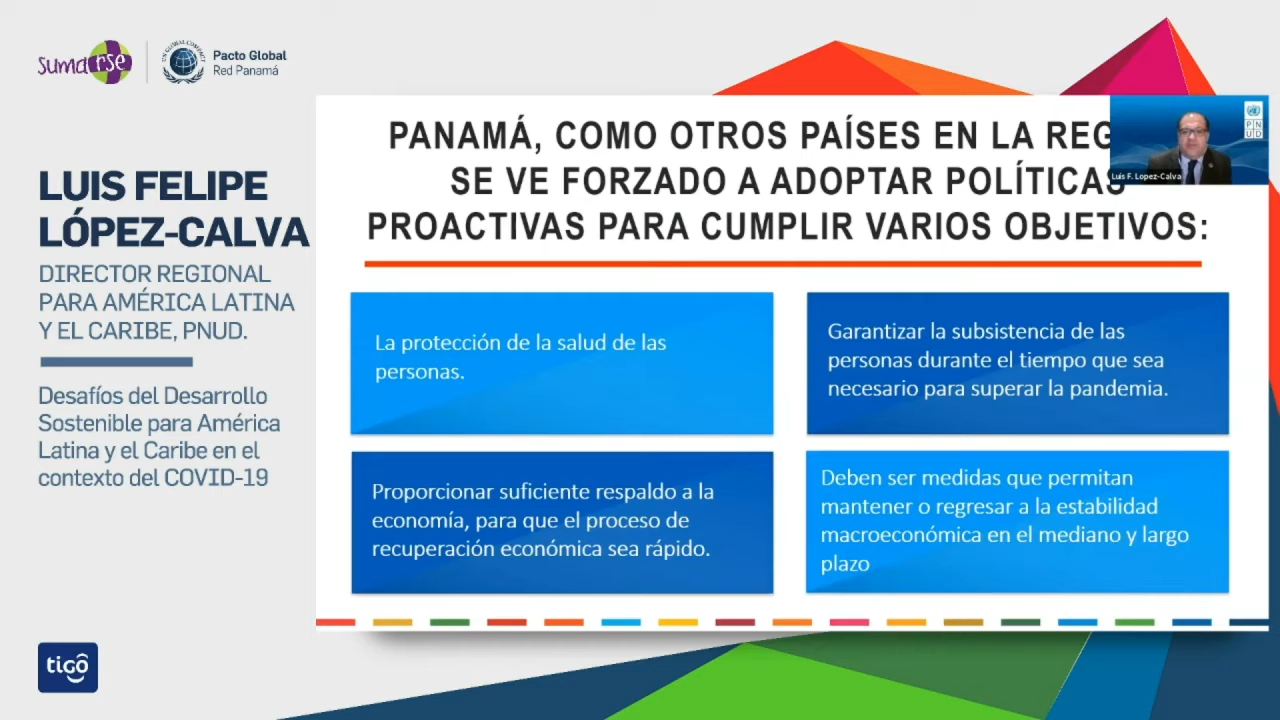 sumarse
UN GLOBAL COMPACT
Pacto Global
Red Panamá
LUIS FELIPE
LÓPEZ-CALVA
DIRECTOR REGIONAL
PARA AMÉRICA LATINA
Y EL CARIBE, PNUD.
Desafíos del Desarrollo
Sostenible para América
Latina y el Caribe en el
contexto del COVID-19
tigo
PANAMÁ, COMO OTROS PAÍSES EN LA REG
SE VE FORZADO A ADOPTAR POLÍTICAS
PROACTIVAS PARA CUMPLIR VARIOS OBJETIVOS:
La protección de la salud de las
personas.
Garantizar la subsistencia de las
personas durante el tiempo que sea
necesario para superar la pandemia.
Proporcionar suficiente respaldo a la
economía, para que el proceso de
recuperación económica sea rápido.
Deben ser medidas que permitan
mantener o regresar a la estabilidad
macroeconómica en el mediano y largo
plazo
P N
U D
Luis F. Lopez-Calva